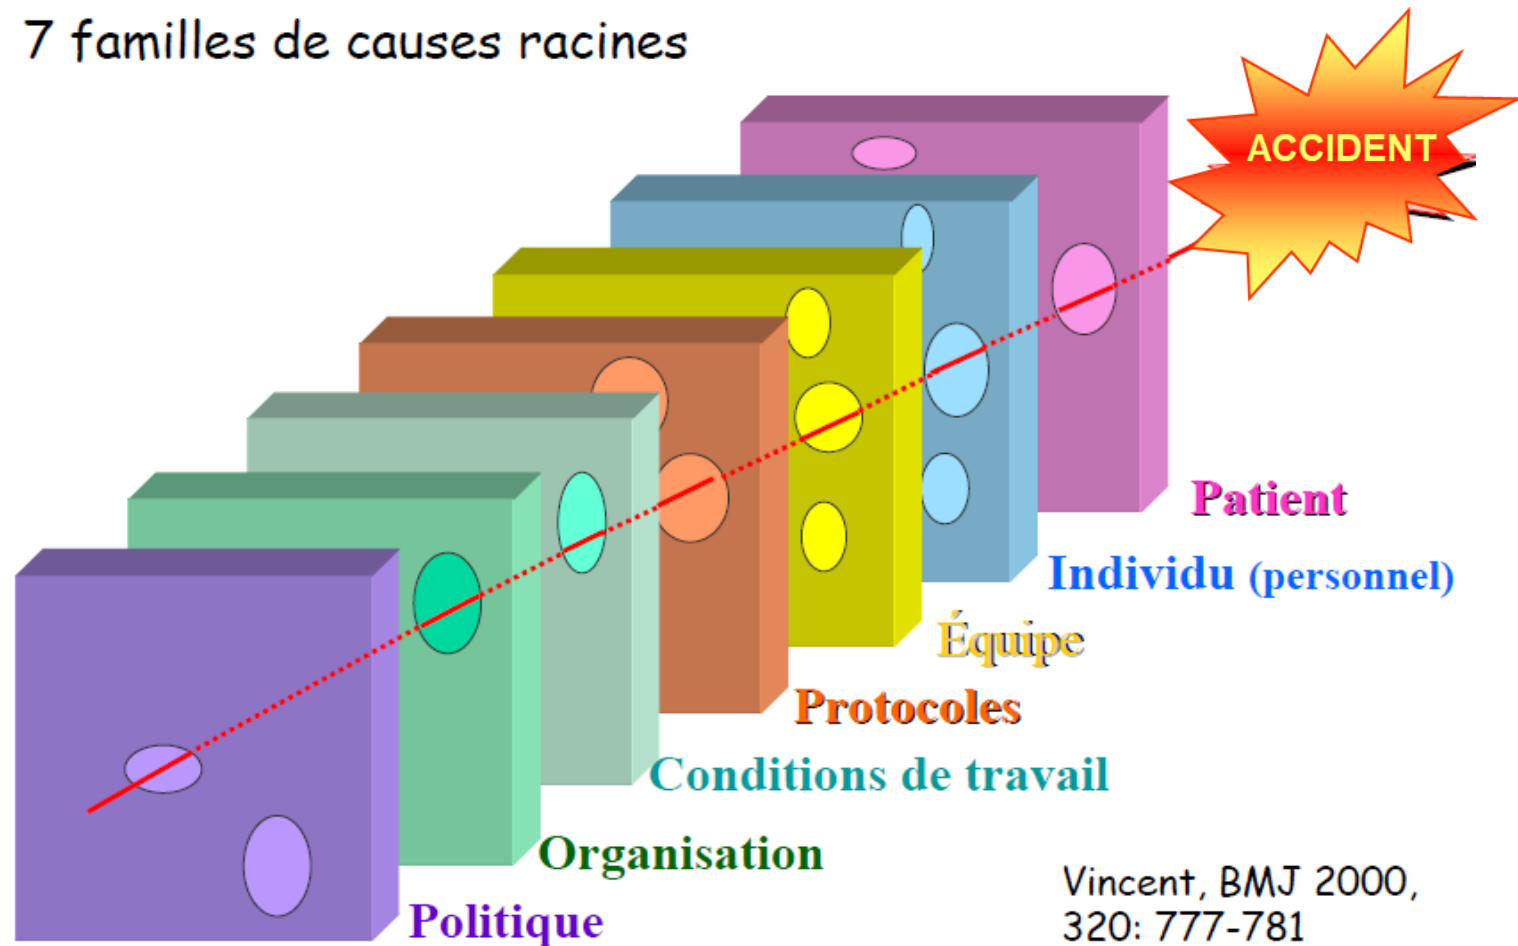 7 familles de causes racines
ACCIDENT
Patient
Individu (personnel)
Équipe
Protocoles
Conditions de travail
Organisation
Politique
Vincent, BMJ 2000,
320: 777-781